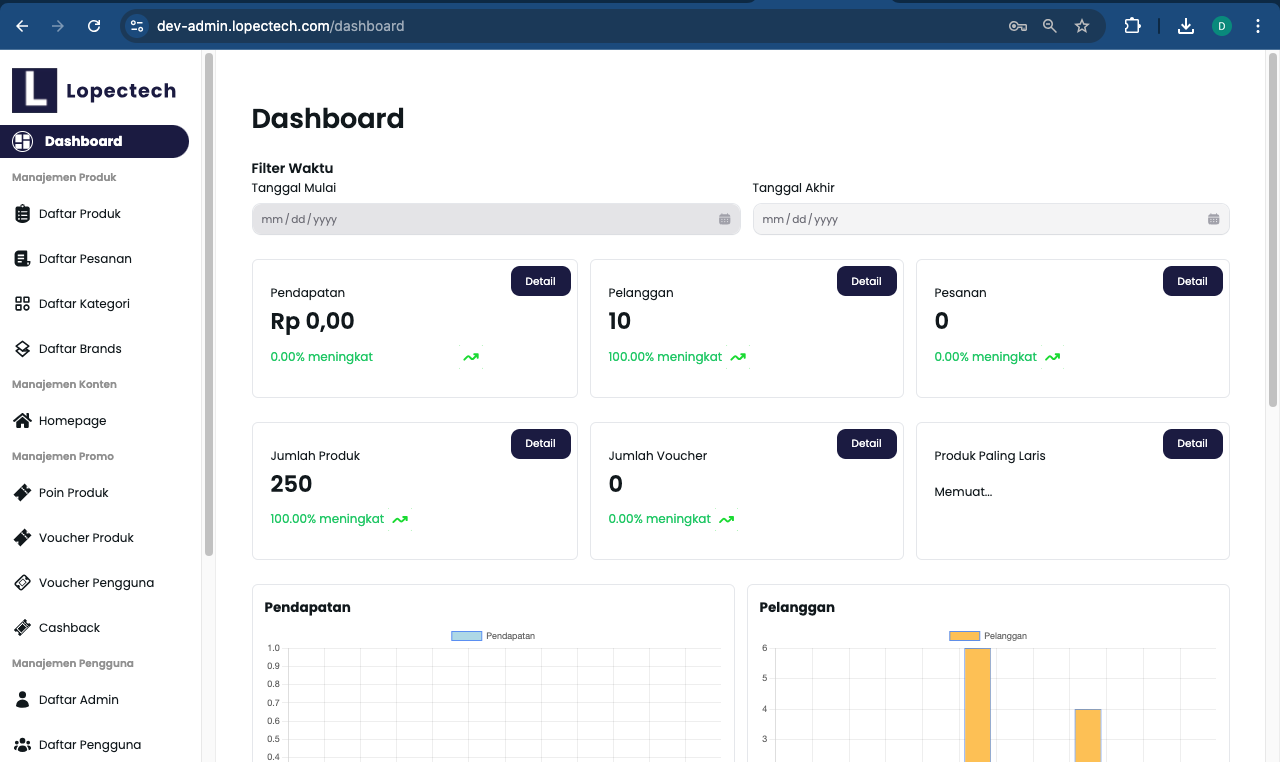 dev-admin.lopectech.com/dashboard
D
L Lopectech
Dashboard
Manajemen Produk
Daftar Produk
Daftar Pesanan
Daftar Kategori
Daftar Brands
Manajemen Konten
Homepage
Manajemen Promo
Poin Produk
Voucher Produk
Voucher Pengguna
Cashback
Manajemen Pengguna
Daftar Admin
Daftar Pengguna
Dashboard
Filter Waktu
Tanggal Mulai
mm/dd/yyyy
Tanggal Akhir
mm/dd/yyyy
Detail
Pendapatan
Rp 0,00
0.00% meningkat
Detail
Pelanggan
10
100.00% meningkat
Detail
Pesanan
0
0.00% meningkat
Detail
Jumlah Produk
250
100.00% meningkat
Detail
Jumlah Voucher
0
0.00% meningkat
Detail
Produk Paling Laris
Memuat...
Pendapatan
Pendapatan
1.0
0.9
0.8
0.7
0.6
0.5
0.4
Pelanggan
Pelanggan
6
5
4
3